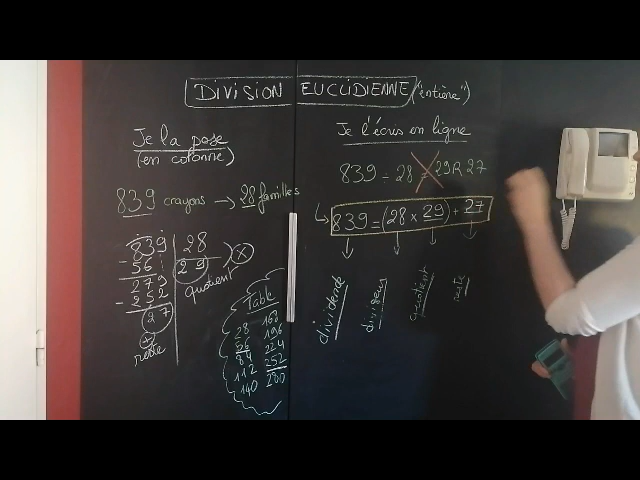 DIVISION EUCLIDIENNE ("entière")
Je la pose
(en colonne)
839 crayons → 28 familles
839 28
- 56 29
279 quotient
- 252
27
reste
Table
28 168
56 196
84 224
112 252
140 280
Je l'écris en ligne
839 ÷ 28 = 29 R 27
839 = (28 × 29) + 27
dividende
diviseur
quotient
reste